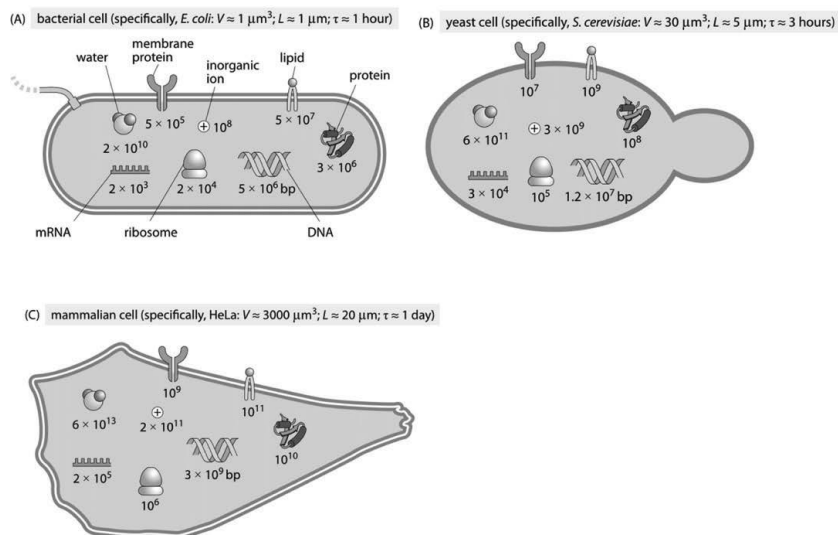 (A) bacterial cell (specifically, E. coli: V ≈ 1 μm³; L ≈ 1 μm; τ ≈ 1 hour)
water
membrane
protein
inorganic
ion
lipid
protein
5 × 10⁵
10⁸
5 × 10⁷
2 × 10¹⁰
3 × 10⁶
2 × 10³
2 × 10⁴
5 × 10⁶ bp
mRNA
ribosome
DNA
(B) yeast cell (specifically, S. cerevisiae: V ≈ 30 μm³; L ≈ 5 μm; τ ≈ 3 hours)
10⁷
10⁹
6 × 10¹¹
3 × 10⁹
10⁸
3 × 10⁴
10⁵
1.2 × 10⁷ bp
(C) mammalian cell (specifically, HeLa: V ≈ 3000 μm³; L ≈ 20 μm; τ ≈ 1 day)
10⁹
10¹¹
6 × 10¹³
2 × 10¹¹
10¹⁰
2 × 10⁵
10⁶
3 × 10⁹ bp